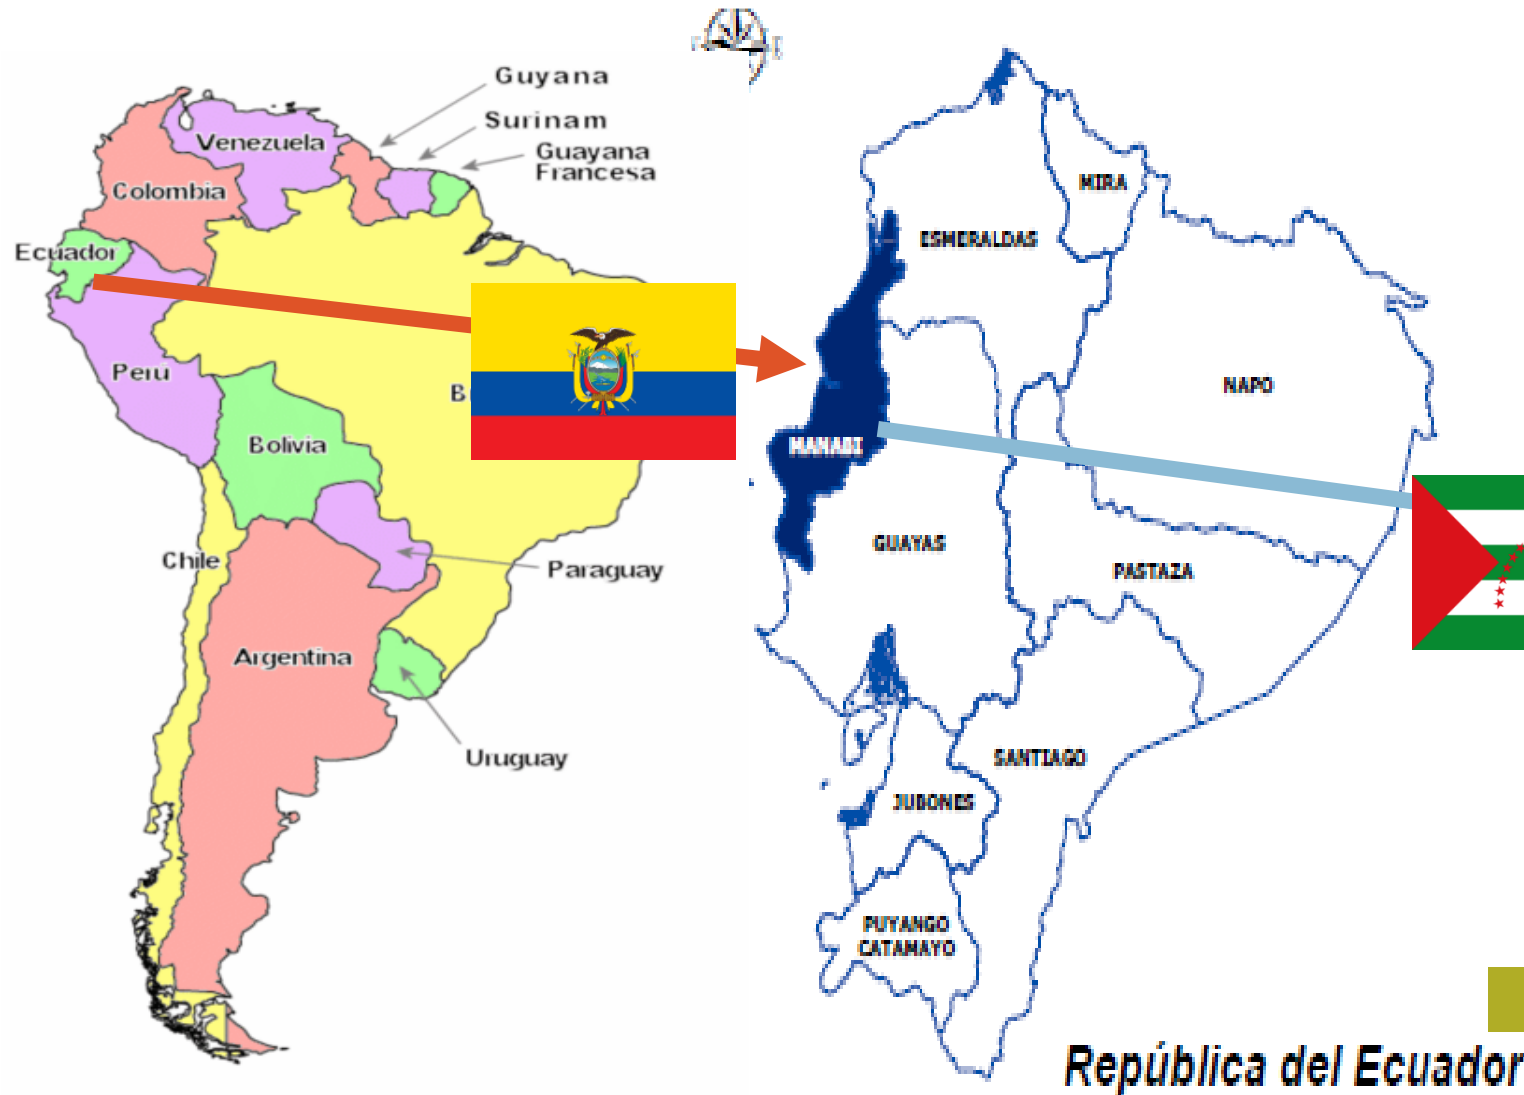 Guyana
Surinam
Guayana
Francesa
Venezuela
Colombia
Ecuador
Perú
B
Bolivia
Chile
Paraguay
Argentina
Uruguay
MIRA
ESMERALDAS
NAPO
MANABI
GUAYAS
PASTAZA
SANTIAGO
JUBONES
PUYANGO
CATAMAYO
República del Ecuador